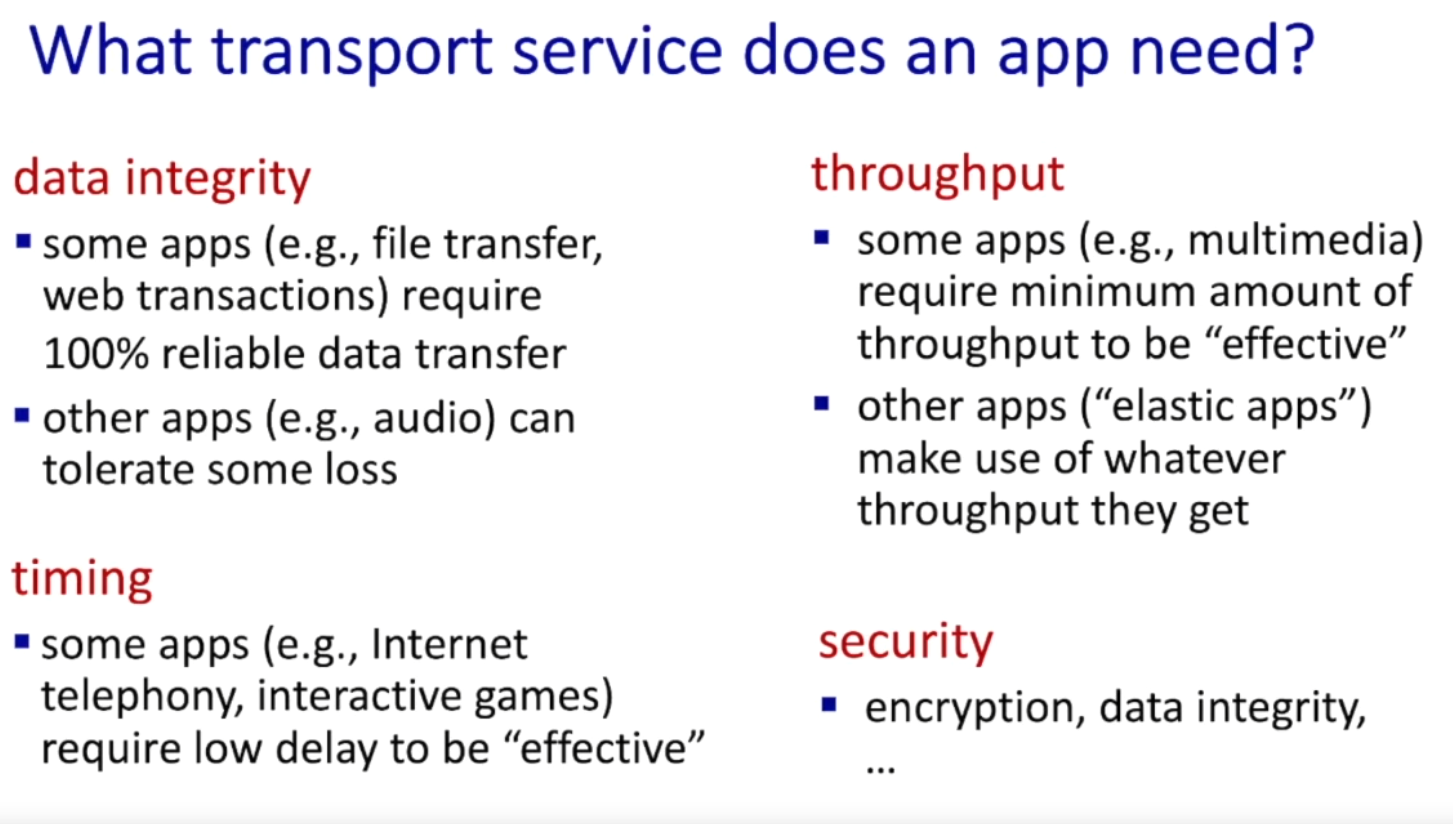 What transport service does an app need?
data integrity
▪ some apps (e.g., file transfer,
web transactions) require
100% reliable data transfer
▪ other apps (e.g., audio) can
tolerate some loss
timing
▪ some apps (e.g., Internet
telephony, interactive games)
require low delay to be “effective”
throughput
▪ some apps (e.g., multimedia)
require minimum amount of
throughput to be “effective”
▪ other apps (“elastic apps”)
make use of whatever
throughput they get
security
▪ encryption, data integrity,
...